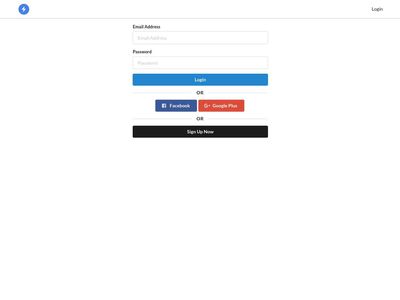 Login
Email Address
Email Address
Password
Password
Login
OR
Facebook
Google Plus
OR
Sign Up Now